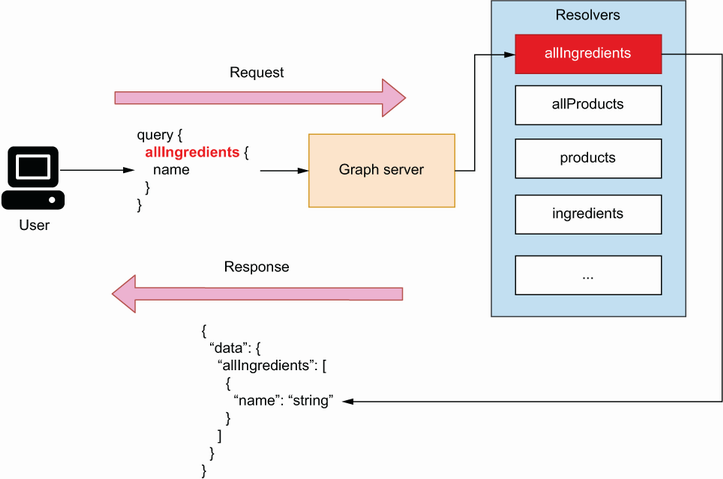 Resolvers
allIngredients
allProducts
products
ingredients
...
Request
query {
allIngredients {
name
}
}
Graph server
User
Response
{
“data”: {
“allIngredients”: [
{
“name”: “string”
}
]
}
}